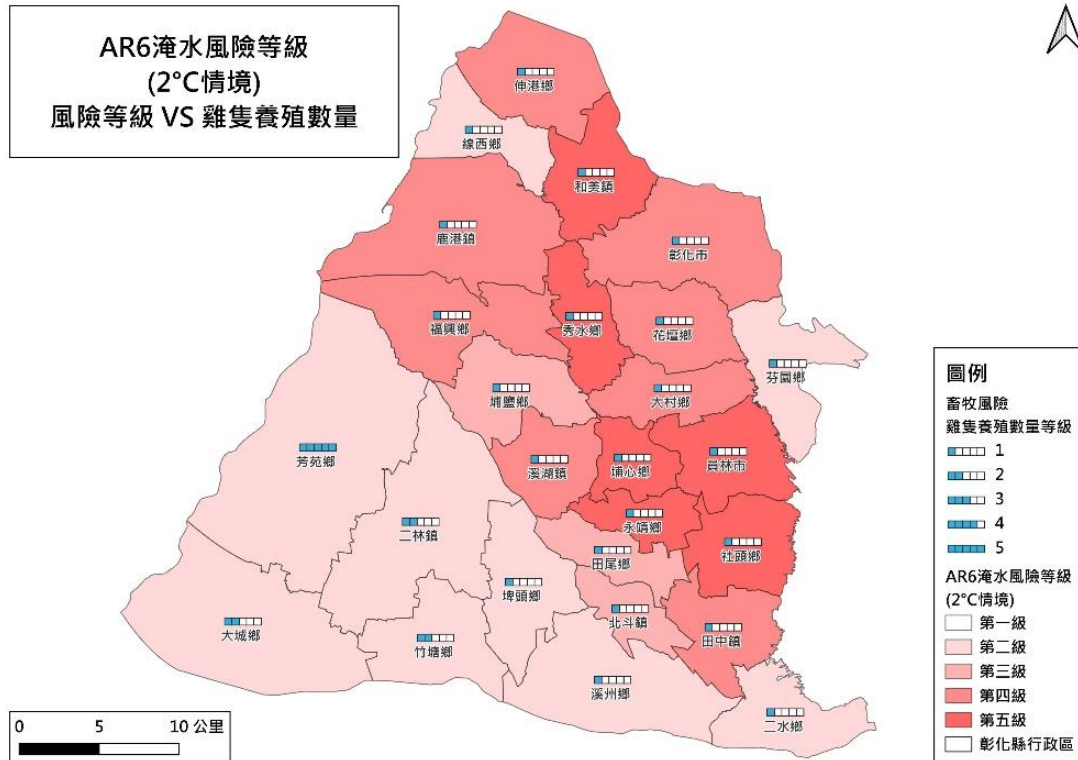 AR6淹水風險等級
(2°C情境)
風險等級 VS 雞隻養殖數量
伸港鄉
線西鄉
和美鎮
鹿港鎮
彰化市
福興鄉
秀水鄉
花壇鄉
芬園鄉
埔鹽鄉
大村鄉
芳苑鄉
溪湖鎮
埔心鄉
員林市
二林鎮
永靖鄉
社頭鄉
田尾鄉
埤頭鄉
北斗鎮
田中鎮
大城鄉
竹塘鄉
溪州鄉
二水鄉
圖例
畜牧風險
雞隻養殖數量等級
1
2
3
4
5
AR6淹水風險等級
(2°C情境)
第一級
第二級
第三級
第四級
第五級
彰化縣行政區
0 5 10 公里